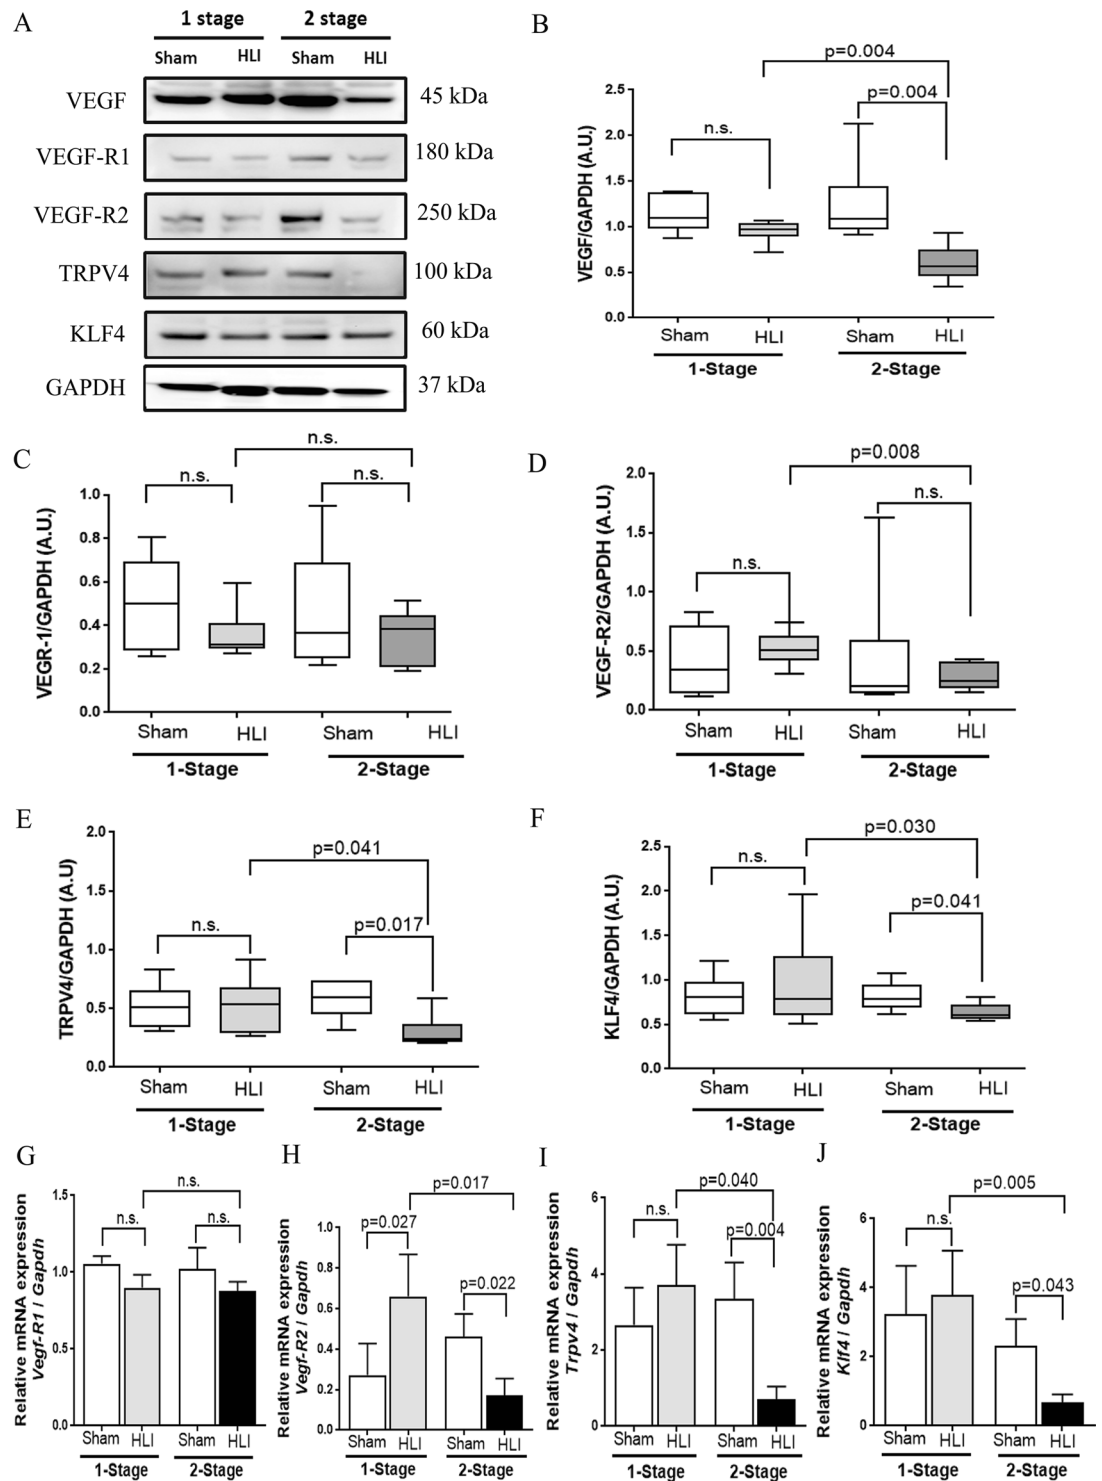 A
1 stage 2 stage
Sham HLI Sham HLI
VEGF 45 kDa
VEGF-R1 180 kDa
VEGF-R2 250 kDa
TRPV4 100 kDa
KLF4 60 kDa
GAPDH 37 kDa
B
p=0.004
p=0.004
n.s.
VEGF/GAPDH (A.U.)
2.5
2.0
1.5
1.0
0.5
0.0
Sham HLI Sham HLI
1-Stage 2-Stage
C
n.s.
n.s. n.s.
VEGR-1/GAPDH (A.U.)
1.0
0.8
0.6
0.4
0.2
0.0
Sham HLI Sham HLI
1-Stage 2-Stage
D
p=0.008
n.s.
n.s.
VEGF-R2/GAPDH (A.U.)
2.0
1.5
1.0
0.5
0.0
Sham HLI Sham HLI
1-Stage 2-Stage
E
p=0.041
n.s. p=0.017
TRPV4/GAPDH (A.U)
2.0
1.5
1.0
0.5
0.0
Sham HLI Sham HLI
1-Stage 2-Stage
F
p=0.030
n.s.
p=0.041
KLF4/GAPDH (A.U.)
2.5
2.0
1.5
1.0
0.5
0.0
Sham HLI Sham HLI
1-Stage 2-Stage
G
n.s.
n.s. n.s.
Relative mRNA expression
Vegf-R1 / Gapdh
1.5
1.0
0.5
0.0
Sham HLI Sham HLI
1-Stage 2-Stage
H
p=0.017
p=0.027
p=0.022
Relative mRNA expression
Vegf-R2 / Gapdh
1.0
0.8
0.6
0.4
0.2
0.0
Sham HLI Sham HLI
1-Stage 2-Stage
I
p=0.040
n.s. p=0.004
Relative mRNA expression
Trpv4 / Gapdh
6
4
2
0
Sham HLI Sham HLI
1-Stage 2-Stage
J
p=0.005
n.s.
p=0.043
Relative mRNA expression
Klf4 / Gapdh
6
4
2
0
Sham HLI Sham HLI
1-Stage 2-Stage